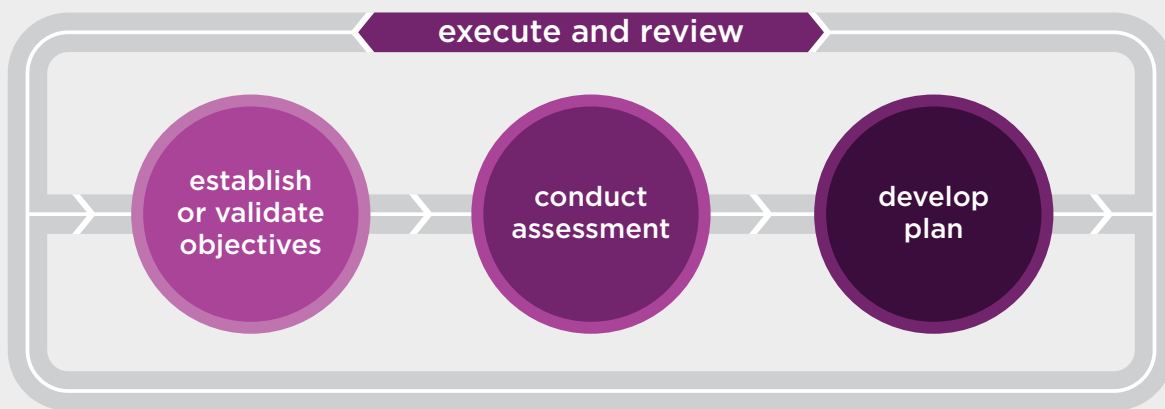 execute and review
establish
or validate
objectives
conduct
assessment
develop
plan